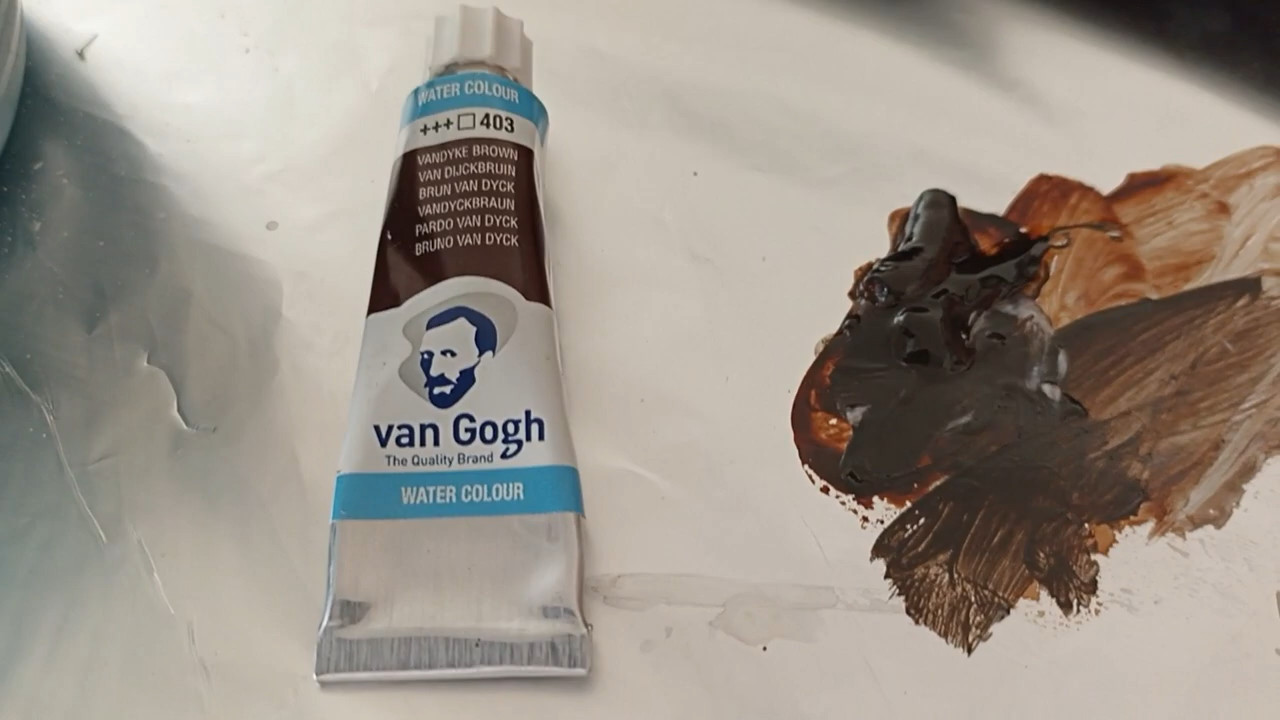 WATER COLOUR
+++□403
VANDYKE BROWN
VAN DIJCKBRUIN
BRUN VAN DYCK
VANDYCKBRAUN
PARDO VAN DYCK
BRUNO VAN DYCK
van Gogh
The Quality Brand
WATER COLOUR